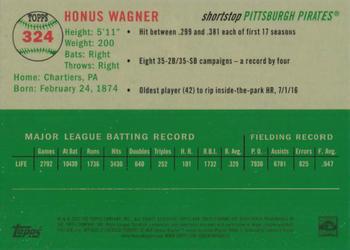 TOPPS
324
HONUS WAGNER
shortstop PITTSBURGH PIRATES®
Height: 5'11"
Weight: 200
Bats: Right
Throws: Right
Home: Chartiers, PA
Born: February 24, 1874
• Hit between .299 and .381 each of first 17 seasons
• Eight 35-2B/35-SB campaigns – a record by four
• Oldest player (42) to rip inside-the-park HR, 7/1/16
MAJOR LEAGUE BATTING RECORD
FIELDING RECORD
Games At Bat Runs Hits Doubles Triples H.R. R.B.I. B. Avg. P.O. Assists Errors F. Avg.
LIFE 2792 10439 1736 3430 640 252 101 1732 .329 7938 6781 825 .947
Topps